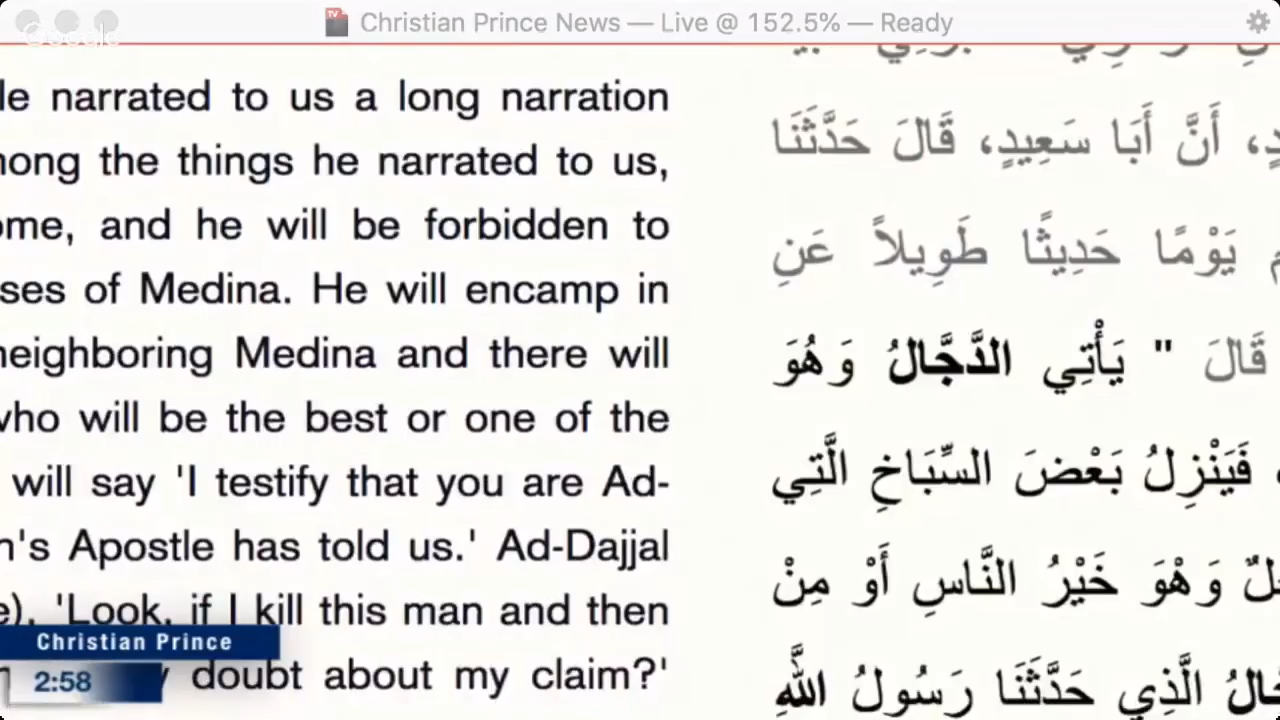 Christian Prince News — Live @ 152.5% — Ready
Google
narrated to us a long narration
the things he narrated to us,
and he will be forbidden to
of Medina. He will encamp in
neighboring Medina and there will
who will be the best or one of the
will say 'I testify that you are Ad-
Apostle has told us.' Ad-Dajjal
'Look, if I kill this man and then
doubt about my claim?'
أَنَّ أَبَا سَعِيدٍ، قَالَ حَدَّثَنَا
يَوْمًا حَدِيثًا طَوِيلاً عَنِ
قَالَ " يَأْتِي الدَّجَّالُ وَهُوَ
فَيَنْزِلُ بَعْضَ السِّبَاخِ الَّتِي
وَهْوَ خَيْرُ النَّاسِ أَوْ مِنْ
الَّذِي حَدَّثَنَا رَسُولُ اللَّهِ
Christian Prince
2:58